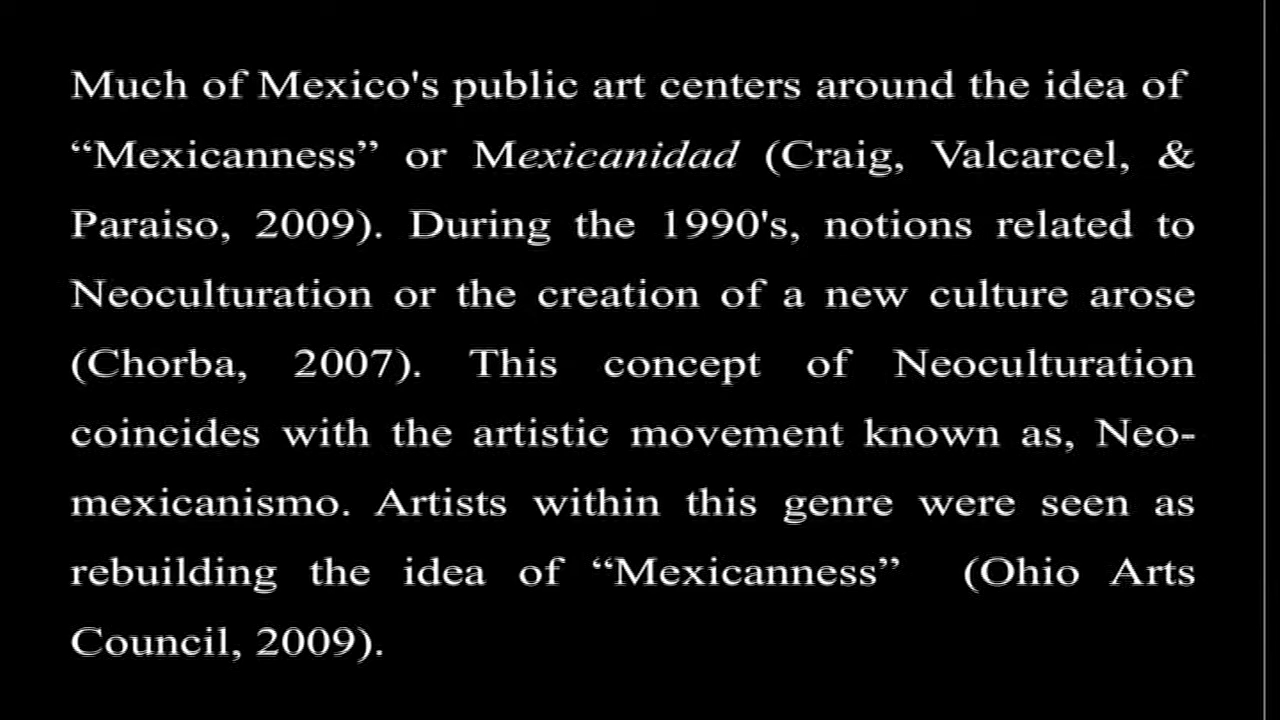 Much of Mexico's public art centers around the idea of
“Mexicanness” or Mexicanidad (Craig, Valcarcel, &
Paraiso, 2009). During the 1990's, notions related to
Neoculturation or the creation of a new culture arose
(Chorba, 2007). This concept of Neoculturation
coincides with the artistic movement known as, Neo-
mexicanismo. Artists within this genre were seen as
rebuilding the idea of “Mexicanness” (Ohio Arts
Council, 2009).